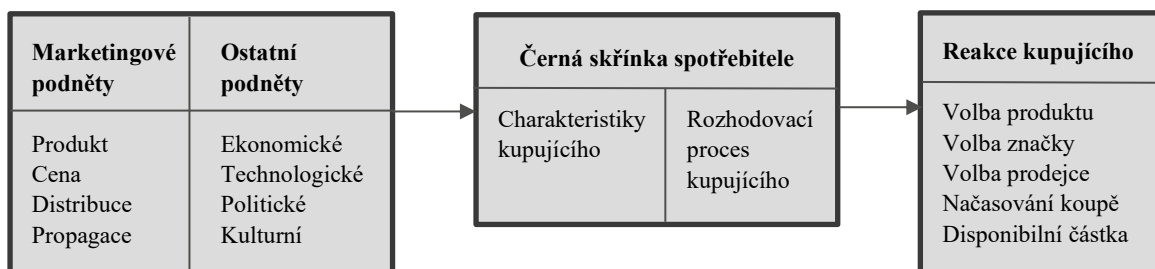 Marketingové
podněty
Produkt
Cena
Distribuce
Propagace
Ostatní
podněty
Ekonomické
Technologické
Politické
Kulturní
Černá skřínka spotřebitele
Charakteristiky
kupujícího
Rozhodovací
proces
kupujícího
Reakce kupujícího
Volba produktu
Volba značky
Volba prodejce
Načasování koupě
Disponibilní částka